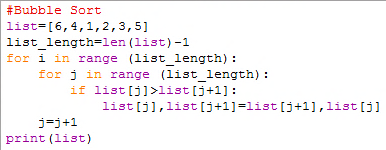 #Bubble Sort
list=[6,4,1,2,3,5]
list_length=len(list)-1
for i in range (list_length):
    for j in range (list_length):
        if list[j]>list[j+1]:
            list[j],list[j+1]=list[j+1],list[j]
    j=j+1
print(list)